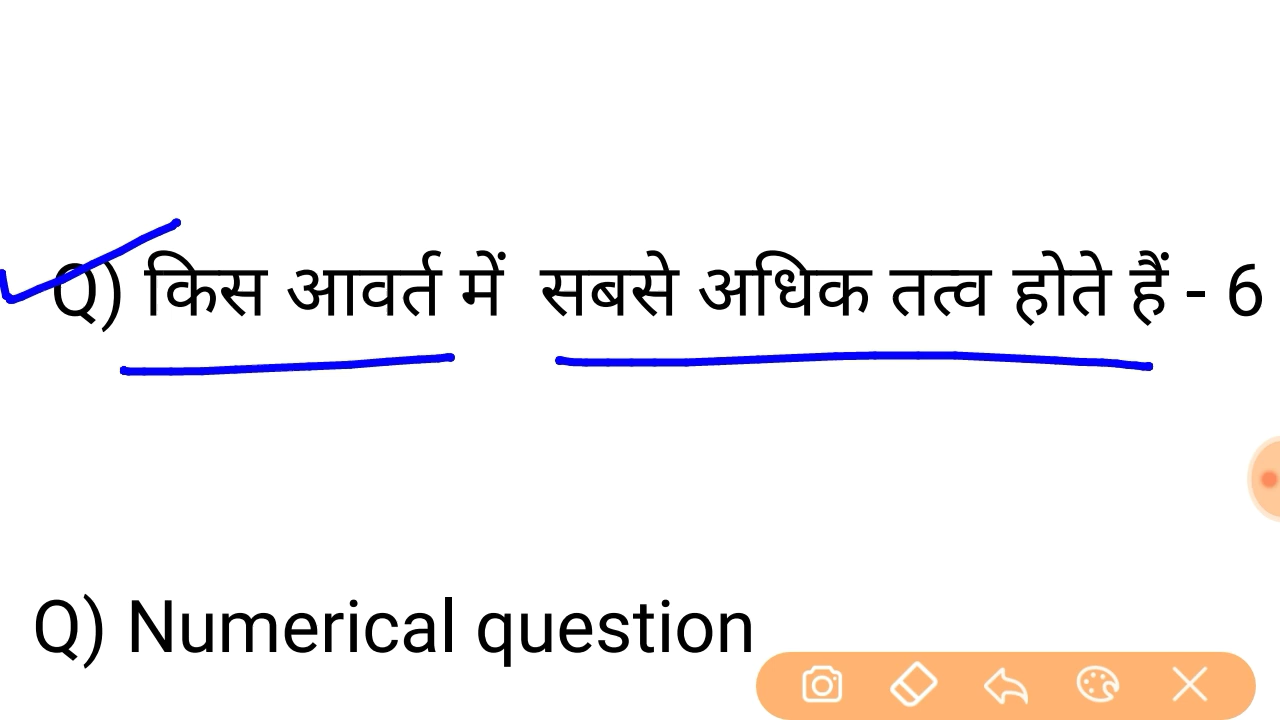 Q) किस आवर्त में सबसे अधिक तत्व होते हैं - 6
Q) Numerical question